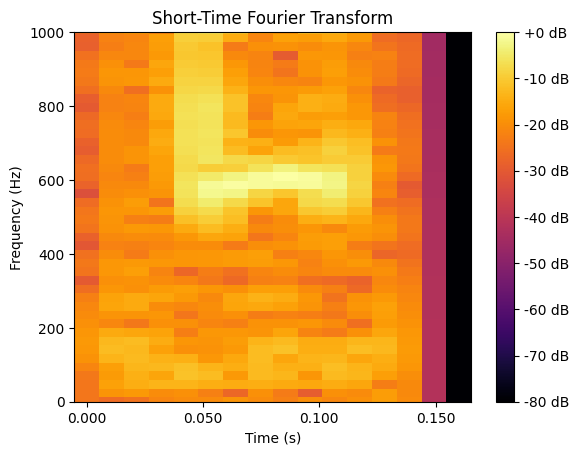 Short-Time Fourier Transform
1000
800
600
400
200
0
Frequency (Hz)
0.000
0.050
0.100
0.150
Time (s)
+0 dB
-10 dB
-20 dB
-30 dB
-40 dB
-50 dB
-60 dB
-70 dB
-80 dB